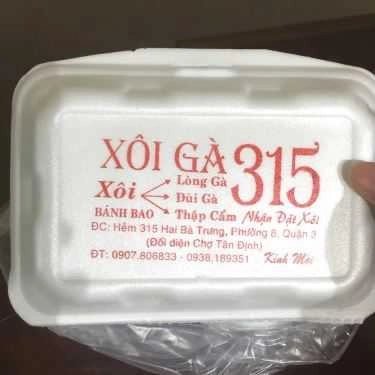 XÔI GÀ 315
Xôi Lòng Gà
Đùi Gà
BÁNH BAO Thập Cẩm Nhận Đặt Xôi
ĐC: Hẻm 315 Hai Bà Trưng, Phường 8, Quận 3
(Đối diện Chợ Tân Định)
ĐT: 0907.806833 - 0938.189351 Kính Mời